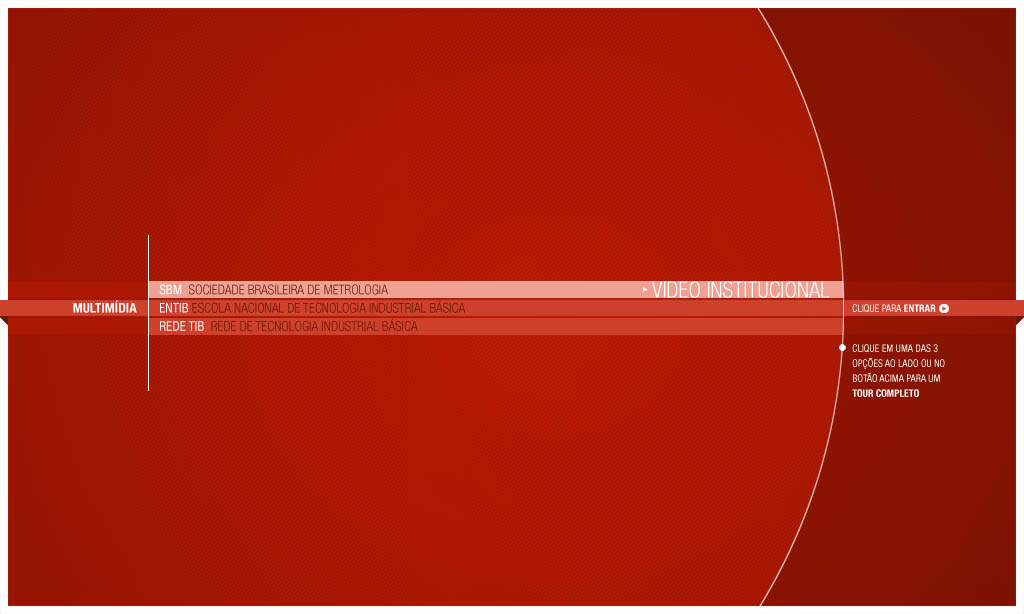 SBM SOCIEDADE BRASILEIRA DE METROLOGIA VIDEO INSTITUCIONAL
MULTIMÍDIA ENTIB ESCOLA NACIONAL DE TECNOLOGIA INDUSTRIAL BÁSICA CLIQUE PARA ENTRAR
REDE TIB REDE DE TECNOLOGIA INDUSTRIAL BÁSICA
CLIQUE EM UMA DAS 3
OPÇÕES AO LADO OU NO
BOTÃO ACIMA PARA UM
TOUR COMPLETO